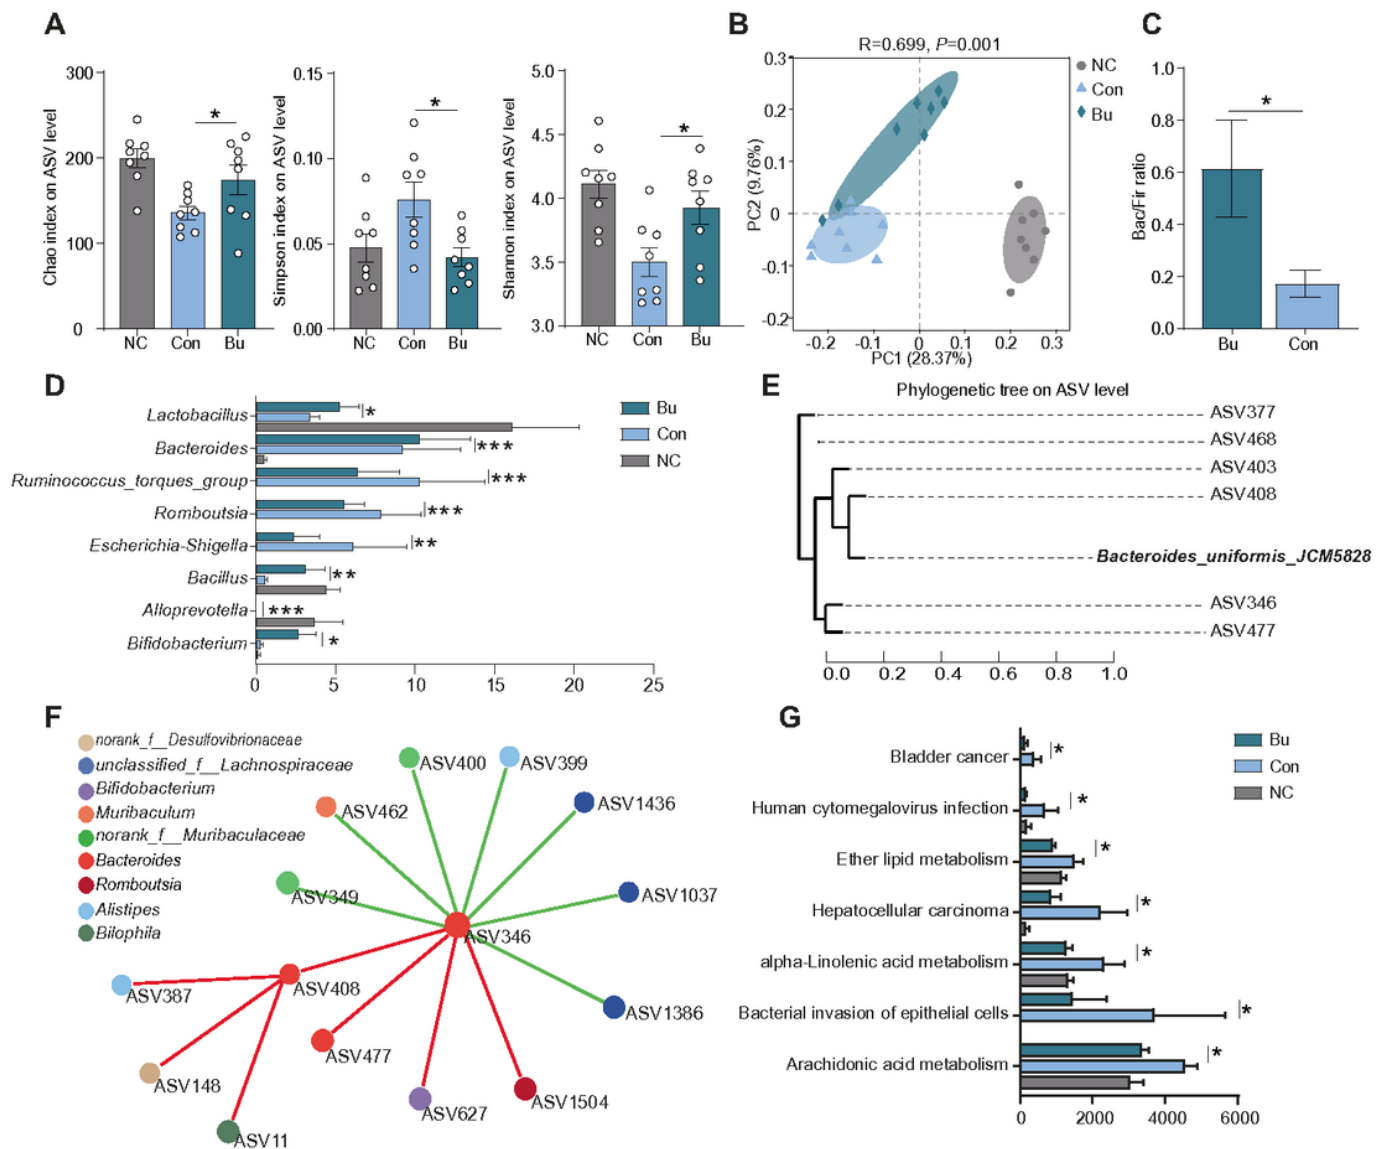 A
Chao index on ASV level
300
200
100
0
NC Con Bu
*
Simpson index on ASV level
0.15
0.10
0.05
0.00
NC Con Bu
*
Shannon index on ASV level
5.0
4.5
4.0
3.5
3.0
NC Con Bu
*
B
R=0.699, P=0.001
PC2 (9.76%)
0.3
0.2
0.1
0
-0.1
-0.2
-0.2 -0.1 0 0.1 0.2 0.3
PC1 (28.37%)
NC
Con
Bu
C
Bac/Fir ratio
1.0
0.8
0.6
0.4
0.2
0.0
Bu Con
*
D
Lactobacillus *
Bacteroides ***
Ruminococcus_torques_group ***
Romboutsia ***
Escherichia-Shigella **
Bacillus **
Alloprevotella ***
Bifidobacterium *
0 5 10 15 20 25
Bu
Con
NC
E
Phylogenetic tree on ASV level
ASV377
ASV468
ASV403
ASV408
Bacteroides_uniformis_JCM5828
ASV346
ASV477
0.0 0.2 0.4 0.6 0.8 1.0
F
norank_f_Desulfovibrionaceae
unclassified_f__Lachnospiraceae
Bifidobacterium
Muribaculum
norank_f__Muribaculaceae
Bacteroides
Romboutsia
Alistipes
Bilophila
ASV400
ASV399
ASV462
ASV1436
ASV349
ASV1037
ASV346
ASV387
ASV408
ASV1386
ASV477
ASV148
ASV627
ASV1504
ASV11
G
Bladder cancer *
Human cytomegalovirus infection *
Ether lipid metabolism *
Hepatocellular carcinoma *
alpha-Linolenic acid metabolism *
Bacterial invasion of epithelial cells *
Arachidonic acid metabolism *
0 2000 4000 6000
Bu
Con
NC